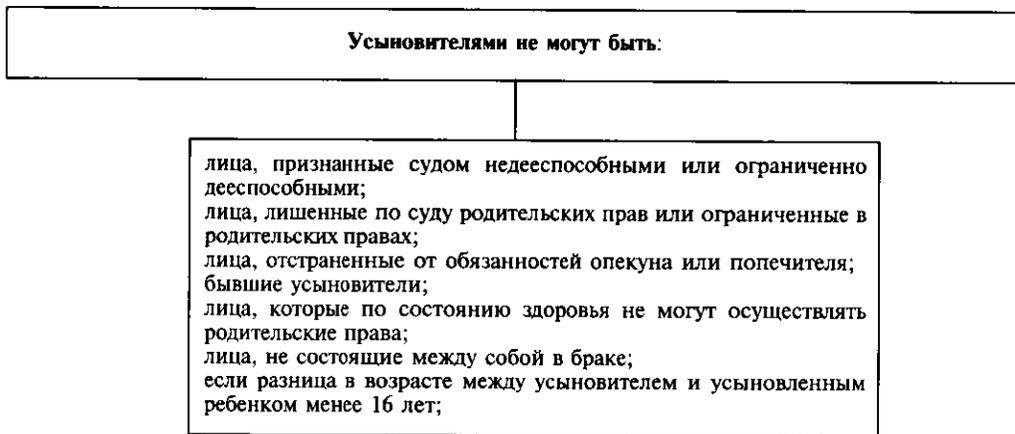 Усыновителями не могут быть:
лица, признанные судом недееспособными или ограниченно
дееспособными;
лица, лишенные по суду родительских прав или ограниченные в
родительских правах;
лица, отстраненные от обязанностей опекуна или попечителя;
бывшие усыновители;
лица, которые по состоянию здоровья не могут осуществлять
родительские права;
лица, не состоящие между собой в браке;
если разница в возрасте между усыновителем и усыновленным
ребенком менее 16 лет;